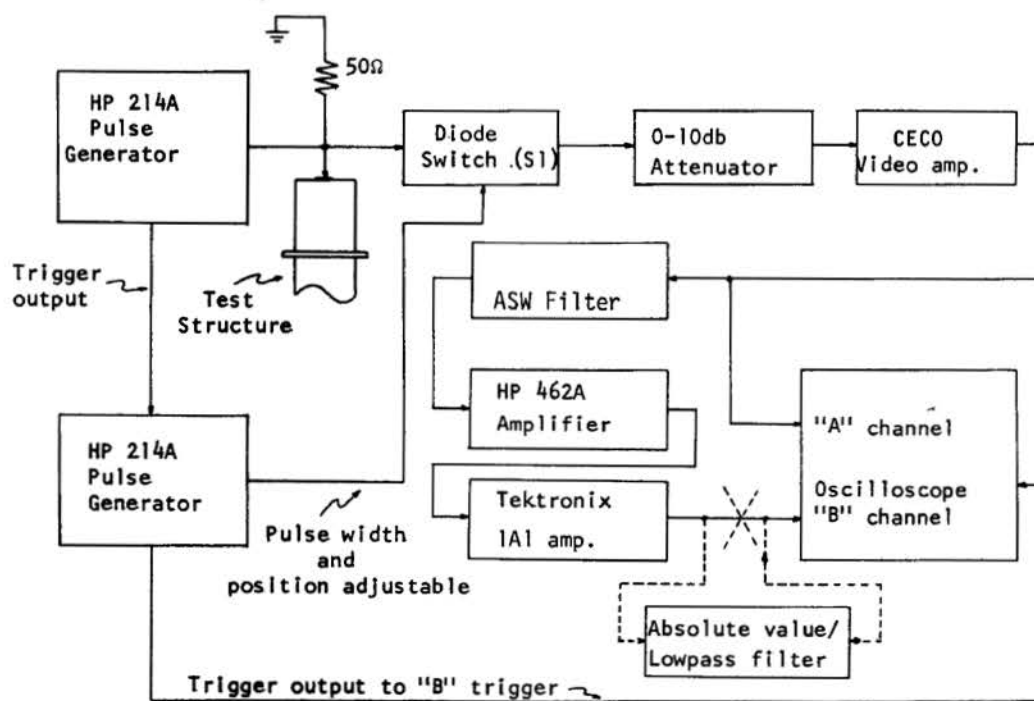 50Ω
HP 214A
Pulse
Generator
Diode
Switch (S1)
0-10db
Attenuator
CECO
Video amp.
Trigger
output
Test
Structure
ASW Filter
HP 462A
Amplifier
"A" channel
HP 214A
Pulse
Generator
Tektronix
1A1 amp.
Oscilloscope
"B" channel
Pulse width
and
position adjustable
Absolute value/
Lowpass filter
Trigger output to "B" trigger